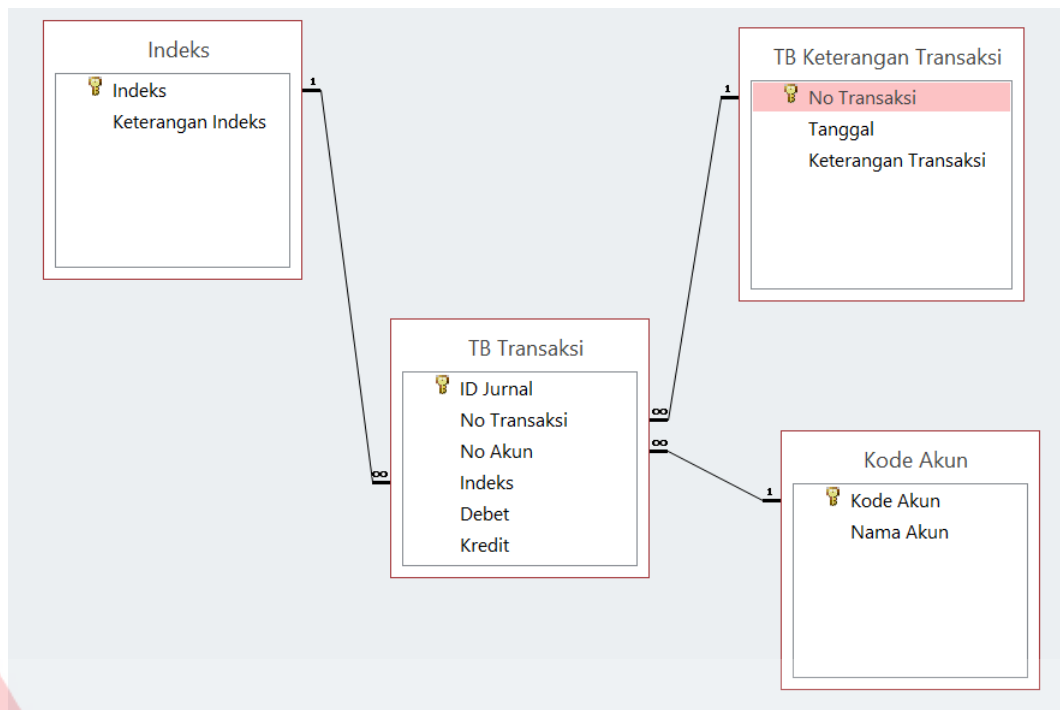 Indeks
Indeks
Keterangan Indeks
1
∞
TB Keterangan Transaksi
No Transaksi
Tanggal
Keterangan Transaksi
1
TB Transaksi
ID Jurnal
No Transaksi
No Akun
Indeks
Debet
Kredit
∞
∞
1
Kode Akun
Kode Akun
Nama Akun